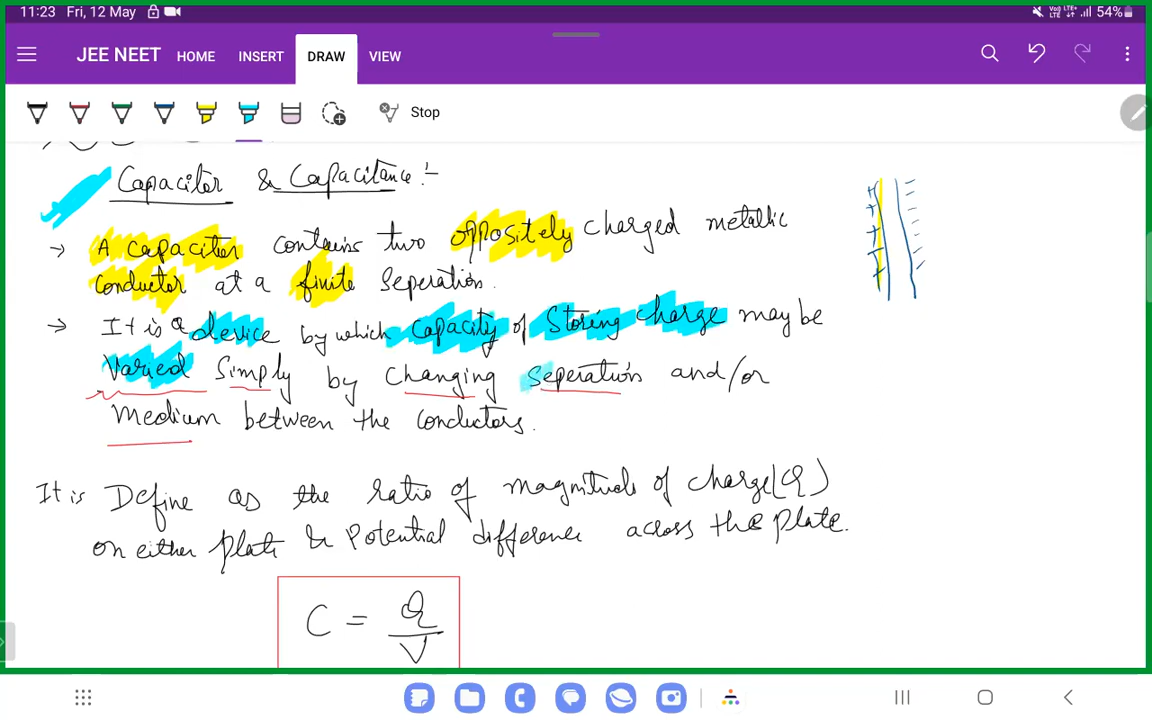 11:23 Fri, 12 May 54%
JEE NEET HOME INSERT DRAW VIEW
Stop
Capacitor & Capacitance :-
→ A capacitor contains two oppositely charged metallic
conductor at a finite Seperation.
→ It is a device by which capacity of Storing charge may be
Varied Simply by Changing Seperation and/or
Medium between the conductors.
It is Define as the ratio of magnitude of charge (Q)
on either plate & Potential difference across the plate.
C = Q/V